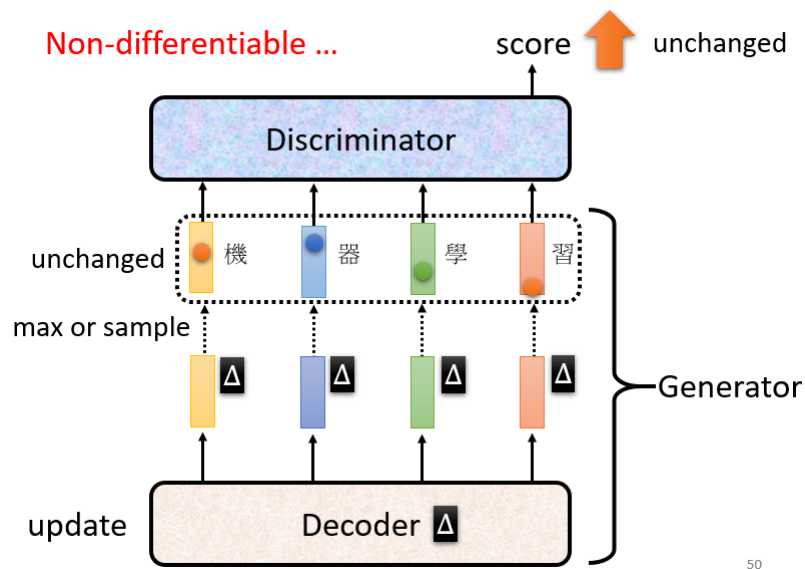 Non-differentiable …
score
unchanged
Discriminator
unchanged
機 器 學 習
max or sample
Δ Δ Δ Δ
Generator
update
Decoder Δ
50